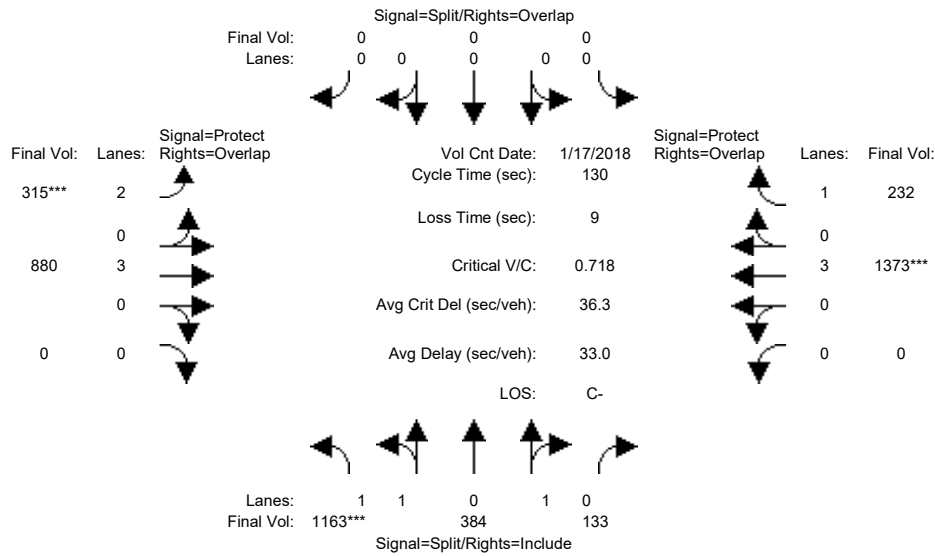 Signal=Split/Rights=Overlap
Final Vol: 0 0 0
Lanes: 0 0 0 0 0
Signal=Protect Signal=Protect
Final Vol: Lanes: Rights=Overlap Vol Cnt Date: 1/17/2018 Rights=Overlap Lanes: Final Vol:
Cycle Time (sec): 130
315*** 2 1 232
Loss Time (sec): 9
0 0
880 3 Critical V/C: 0.718 3 1373***
0 Avg Crit Del (sec/veh): 36.3 0
0 0 Avg Delay (sec/veh): 33.0 0 0
LOS: C-
Lanes: 1 1 0 1 0
Final Vol: 1163*** 384 133
Signal=Split/Rights=Include